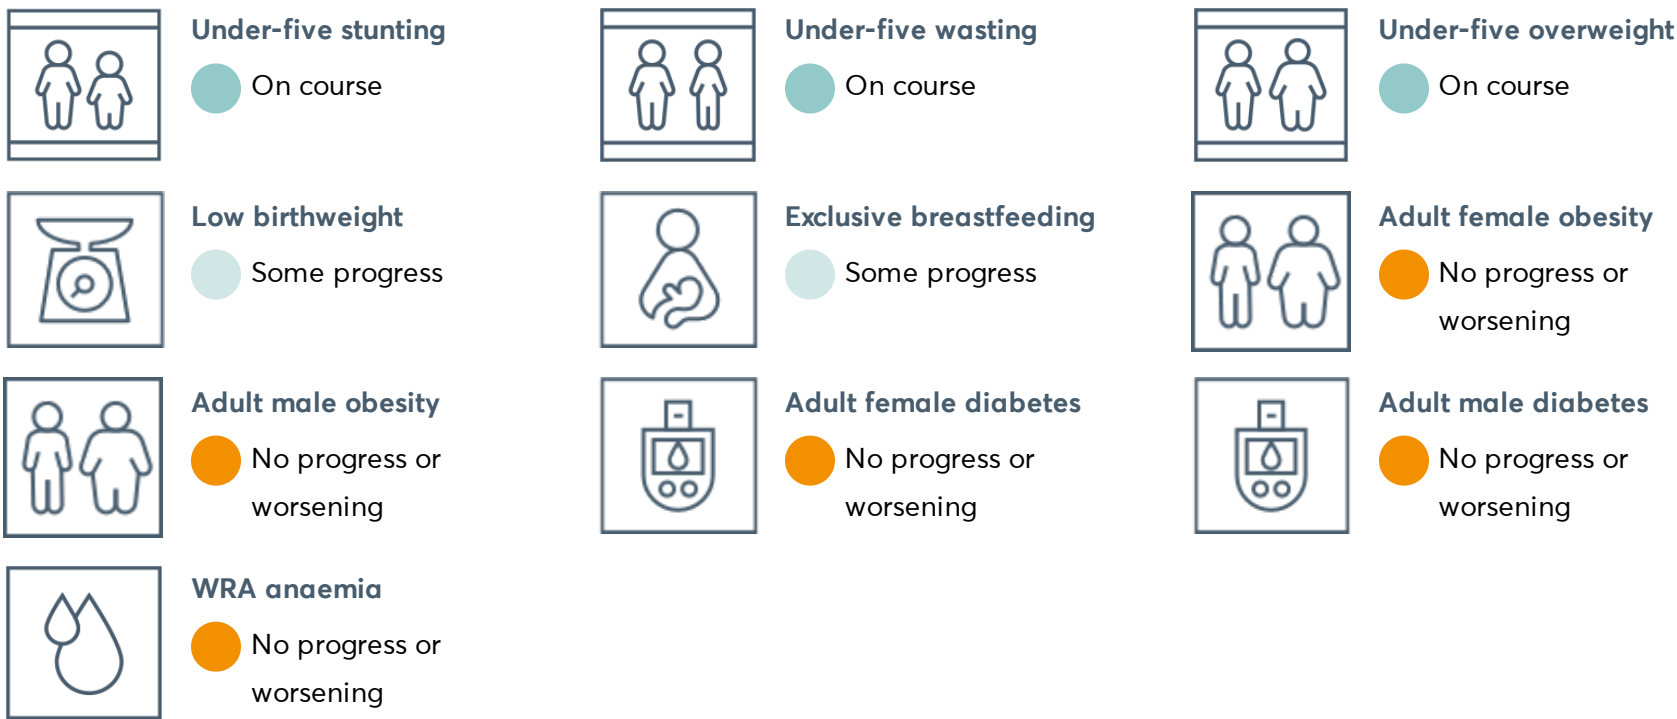 Under-five stunting
On course
Under-five wasting
On course
Under-five overweight
On course
Low birthweight
Some progress
Exclusive breastfeeding
Some progress
Adult female obesity
No progress or
worsening
Adult male obesity
No progress or
worsening
Adult female diabetes
No progress or
worsening
Adult male diabetes
No progress or
worsening
WRA anaemia
No progress or
worsening